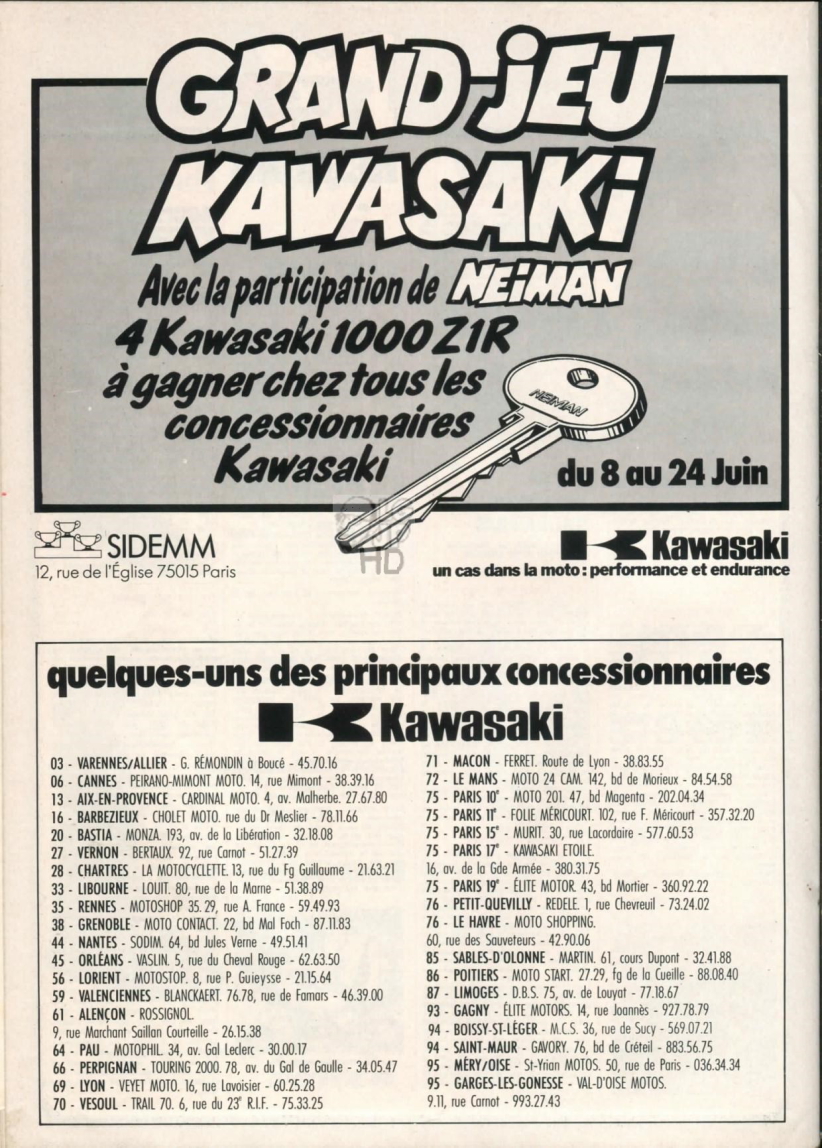 GRAND JEU
KAWASAKI
Avec la participation de NEIMAN
4 Kawasaki 1000 Z1R
à gagner chez tous les
concessionnaires
Kawasaki
NEIMAN
du 8 au 24 Juin
SIDEMM
12, rue de l'Église 75015 Paris
Kawasaki
un cas dans la moto : performance et endurance
HD
quelques-uns des principaux concessionnaires
Kawasaki
03 - VARENNES/ALLIER - G. RÉMONDIN à Boucé - 45.70.16
06 - CANNES - PEIRANO-MIMONT MOTO. 14, rue Mimont - 38.39.16
13 - AIX-EN-PROVENCE - CARDINAL MOTO. 4, av. Malherbe. 27.67.80
16 - BARBEZIEUX - CHOLET MOTO. rue du Dr Meslier - 78.11.66
20 - BASTIA - MONZA. 193, av. de la Libération - 32.18.08
27 - VERNON - BERTAUX. 92, rue Carnot - 51.27.39
28 - CHARTRES - LA MOTOCYCLETTE. 13, rue du Fg Guillaume - 21.63.21
33 - LIBOURNE - LOUIT. 80, rue de la Marne - 51.38.89
35 - RENNES - MOTOSHOP 35. 29, rue A. France - 59.49.93
38 - GRENOBLE - MOTO CONTACT. 22, bd Mal Foch - 87.11.83
44 - NANTES - SODIM. 64, bd Jules Verne - 49.51.41
45 - ORLÉANS - VASLIN. 5, rue du Cheval Rouge - 62.63.50
56 - LORIENT - MOTOSTOP. 8, rue P. Guieysse - 21.15.64
59 - VALENCIENNES - BLANCKAERT. 76.78, rue de Famars - 46.39.00
61 - ALENÇON - ROSSIGNOL.
9, rue Marchant Saillan Courteille - 26.15.38
64 - PAU - MOTOPHIL. 34, av. Gal Leclerc - 30.00.17
66 - PERPIGNAN - TOURING 2000. 78, av. du Gal de Gaulle - 34.05.47
69 - LYON - VEYET MOTO. 16, rue Lavoisier - 60.25.28
70 - VESOUL - TRAIL 70. 6, rue du 23e R.I.F. - 75.33.25
71 - MACON - FERRET. Route de Lyon - 38.83.55
72 - LE MANS - MOTO 24 CAM. 142, bd de Morieux - 84.54.58
75 - PARIS 10e - MOTO 201. 47, bd Magenta - 202.04.34
75 - PARIS 11e - FOLIE MÉRICOURT. 102, rue F. Méricourt - 357.32.20
75 - PARIS 15e - MURIT. 30, rue Lacordaire - 577.60.53
75 - PARIS 17e - KAWASAKI ETOILE.
16, av. de la Gde Armée - 380.31.75
75 - PARIS 19e - ÉLITE MOTOR. 43, bd Mortier - 360.92.22
76 - PETIT-QUEVILLY - REDELE. 1, rue Chevreuil - 73.24.02
76 - LE HAVRE - MOTO SHOPPING.
60, rue des Sauveteurs - 42.90.06
85 - SABLES-D'OLONNE - MARTIN. 61, cours Dupont - 32.41.88
86 - POITIERS - MOTO START. 27.29, fg de la Cueille - 88.08.40
87 - LIMOGES - D.B.S. 75, av. de Louyat - 77.18.67
93 - GAGNY - ÉLITE MOTORS. 14, rue Joannès - 927.78.79
94 - BOISSY-ST-LÉGER - M.C.S. 36, rue de Sucy - 569.07.21
94 - SAINT-MAUR - GAVORY. 76, bd de Créteil - 883.56.75
95 - MÉRY/OISE - St-Yrian MOTOS. 50, rue de Paris - 036.34.34
95 - GARGES-LES-GONESSE - VAL-D'OISE MOTOS.
9.11, rue Carnot - 993.27.43